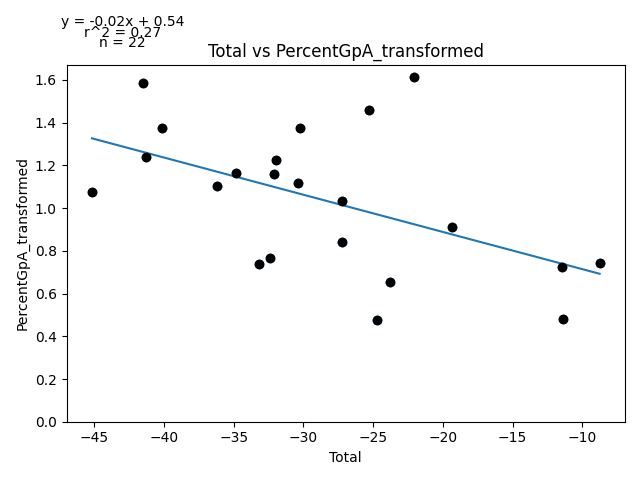 y = -0.02x + 0.54
r^2 = 0.27
n = 22
Total vs PercentGpA_transformed
PercentGpA_transformed
1.6
1.4
1.2
1.0
0.8
0.6
0.4
0.2
0.0
−45 −40 −35 −30 −25 −20 −15 −10
Total